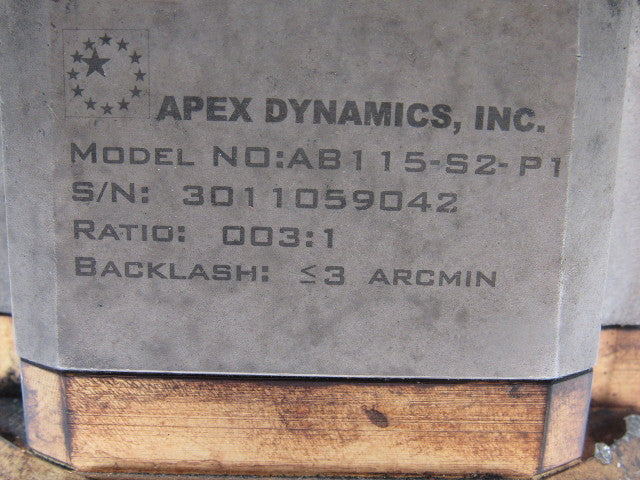 APEX DYNAMICS, INC.
MODEL NO:AB115-S2-P1
S/N: 3011059042
RATIO: 003:1
BACKLASH: ≤3 ARCMIN